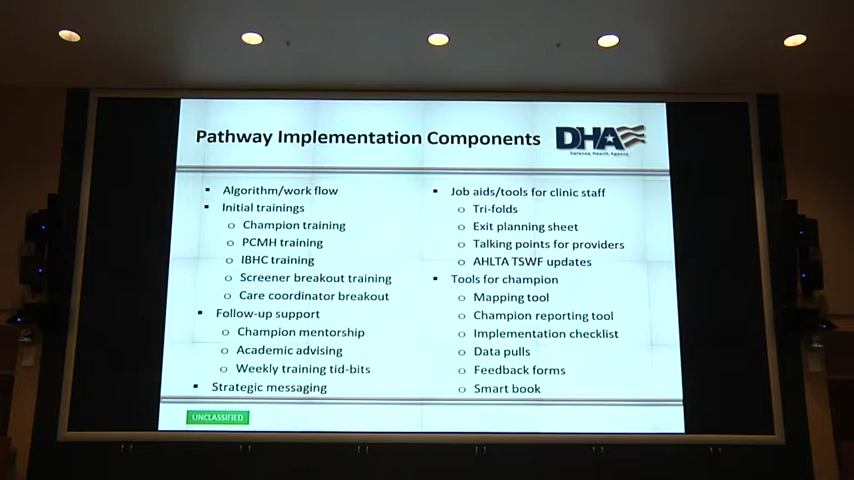 Pathway Implementation Components
DHA
Defense Health Agency
▪ Algorithm/work flow
▪ Initial trainings
o Champion training
o PCMH training
o IBHC training
o Screener breakout training
o Care coordinator breakout
▪ Follow-up support
o Champion mentorship
o Academic advising
o Weekly training tid-bits
▪ Strategic messaging
▪ Job aids/tools for clinic staff
o Tri-folds
o Exit planning sheet
o Talking points for providers
o AHLTA TSWF updates
▪ Tools for champion
o Mapping tool
o Champion reporting tool
o Implementation checklist
o Data pulls
o Feedback forms
o Smart book
UNCLASSIFIED